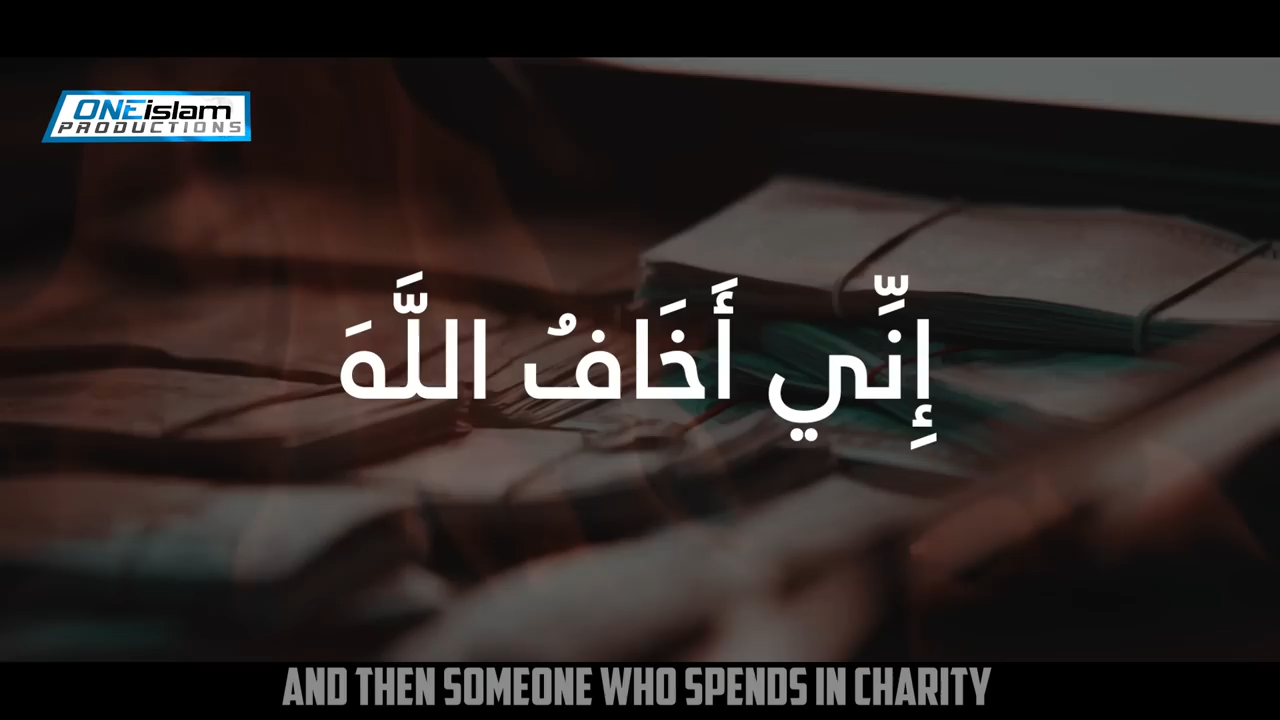 ONEislam
PRODUCTIONS
إِنِّي أَخَافُ اللَّهَ
AND THEN SOMEONE WHO SPENDS IN CHARITY